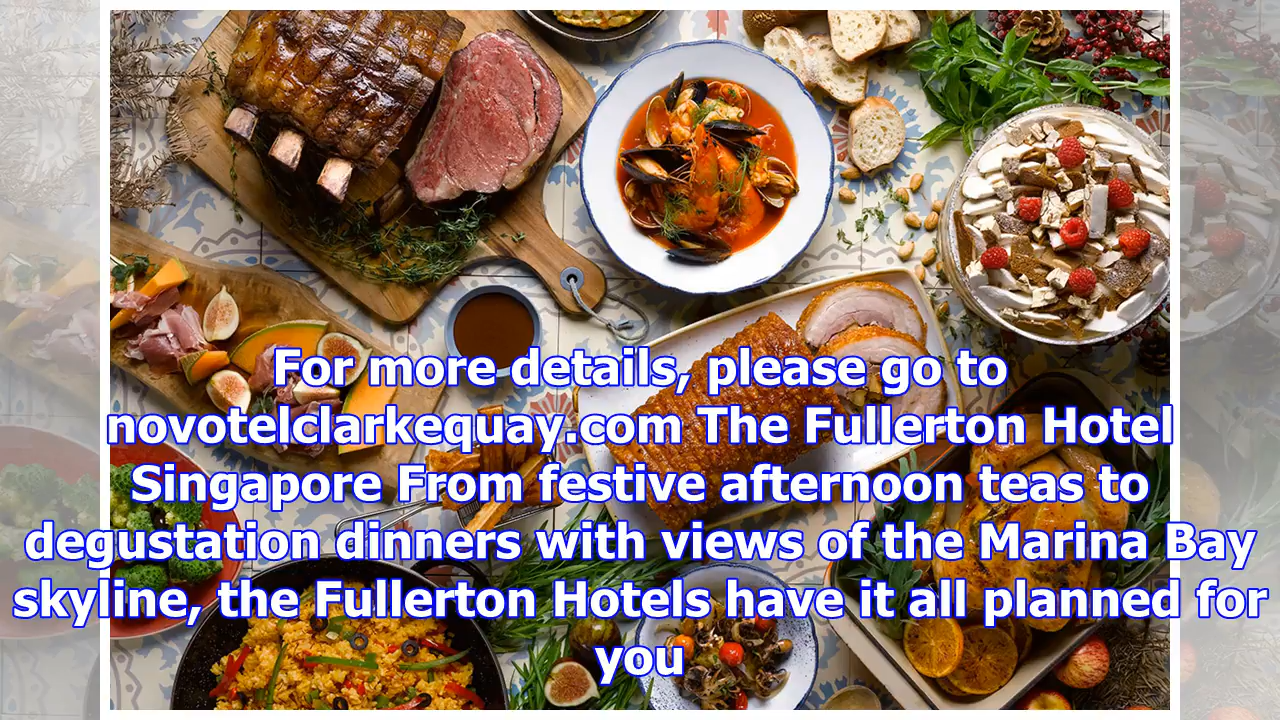 For more details, please go to
novotelclarkequay.com The Fullerton Hotel
Singapore From festive afternoon teas to
degustation dinners with views of the Marina Bay
skyline, the Fullerton Hotels have it all planned for
you